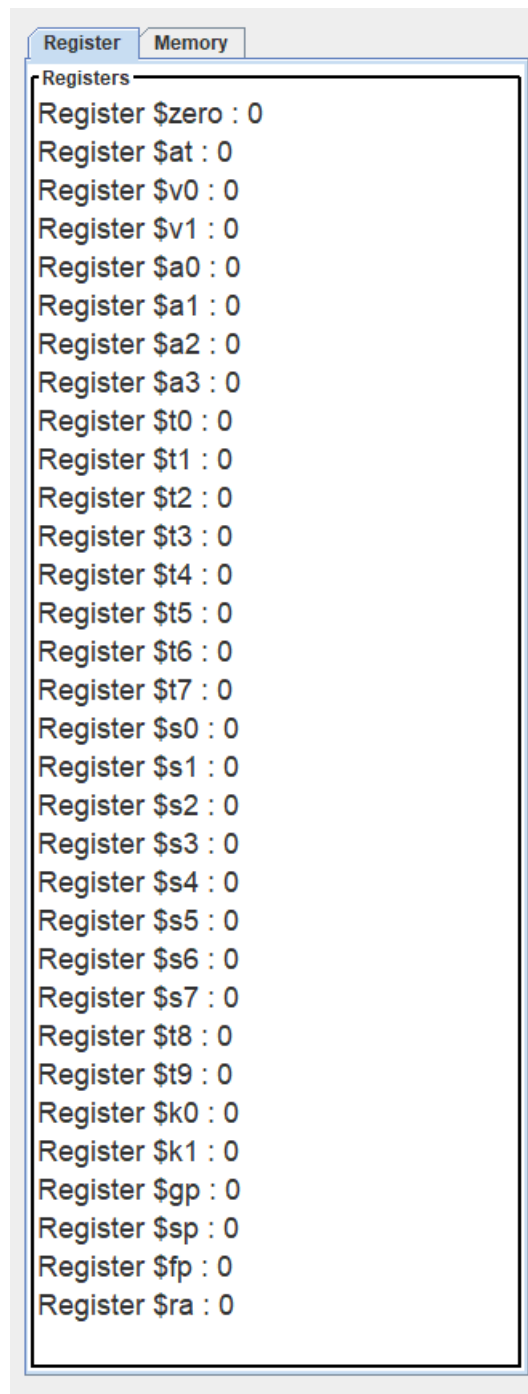 Register Memory
Registers
Register $zero : 0
Register $at : 0
Register $v0 : 0
Register $v1 : 0
Register $a0 : 0
Register $a1 : 0
Register $a2 : 0
Register $a3 : 0
Register $t0 : 0
Register $t1 : 0
Register $t2 : 0
Register $t3 : 0
Register $t4 : 0
Register $t5 : 0
Register $t6 : 0
Register $t7 : 0
Register $s0 : 0
Register $s1 : 0
Register $s2 : 0
Register $s3 : 0
Register $s4 : 0
Register $s5 : 0
Register $s6 : 0
Register $s7 : 0
Register $t8 : 0
Register $t9 : 0
Register $k0 : 0
Register $k1 : 0
Register $gp : 0
Register $sp : 0
Register $fp : 0
Register $ra : 0